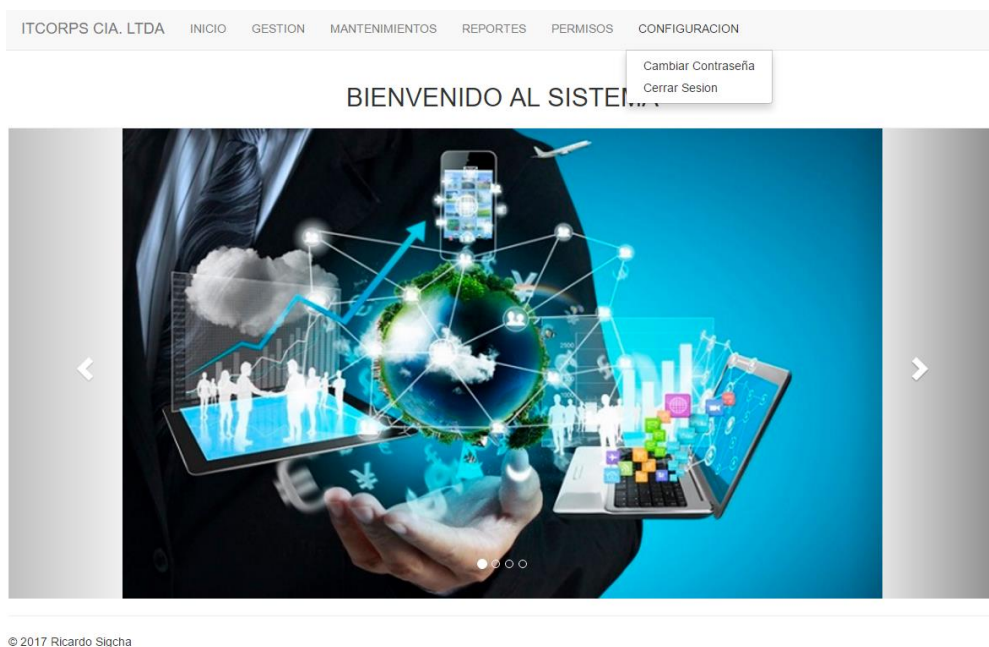 ITCORPS CIA. LTDA INICIO GESTION MANTENIMIENTOS REPORTES PERMISOS CONFIGURACION
Cambiar Contraseña
Cerrar Sesion
BIENVENIDO AL SISTEMA
2500
© 2017 Ricardo Sigcha